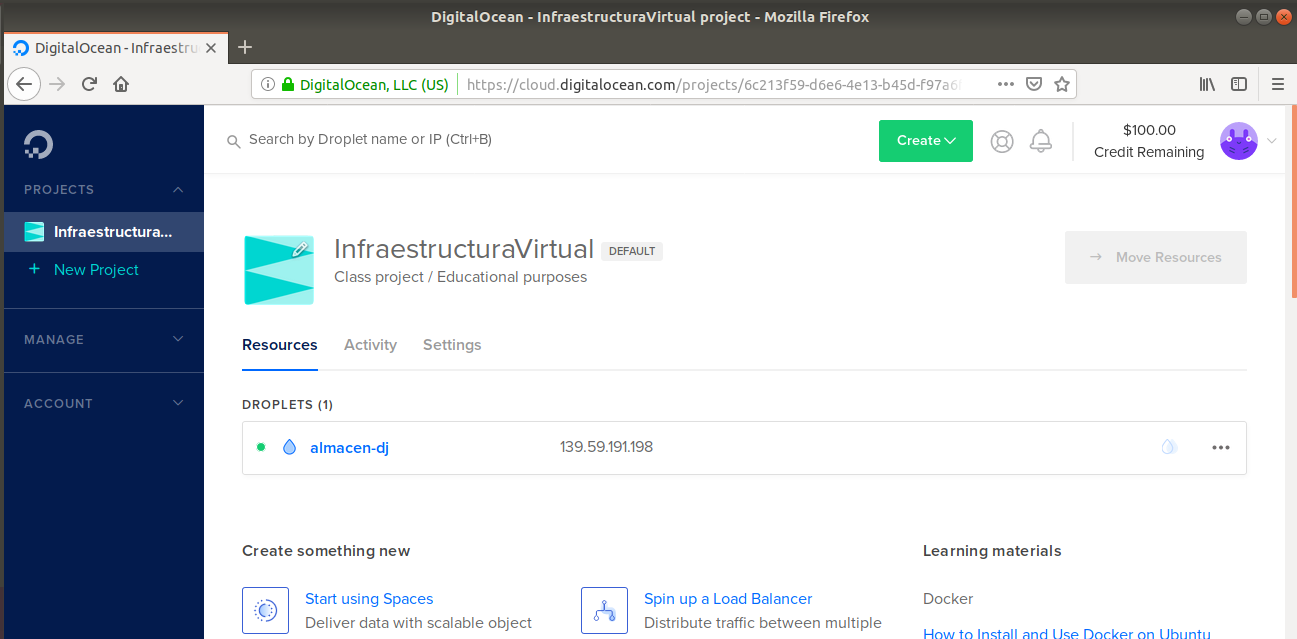 DigitalOcean - InfraestructuraVirtual project - Mozilla Firefox
DigitalOcean - Infraestru
DigitalOcean, LLC (US)
https://cloud.digitalocean.com/projects/6c213f59-d6e6-4e13-b45d-f97a6
Search by Droplet name or IP (Ctrl+B)
Create
$100.00
Credit Remaining
PROJECTS
Infraestructura...
+ New Project
MANAGE
ACCOUNT
InfraestructuraVirtual DEFAULT
Class project / Educational purposes
→ Move Resources
Resources Activity Settings
DROPLETS (1)
almacen-dj 139.59.191.198
Create something new
Start using Spaces
Deliver data with scalable object
Spin up a Load Balancer
Distribute traffic between multiple
Learning materials
Docker
How to Install and Use Docker on Ubuntu